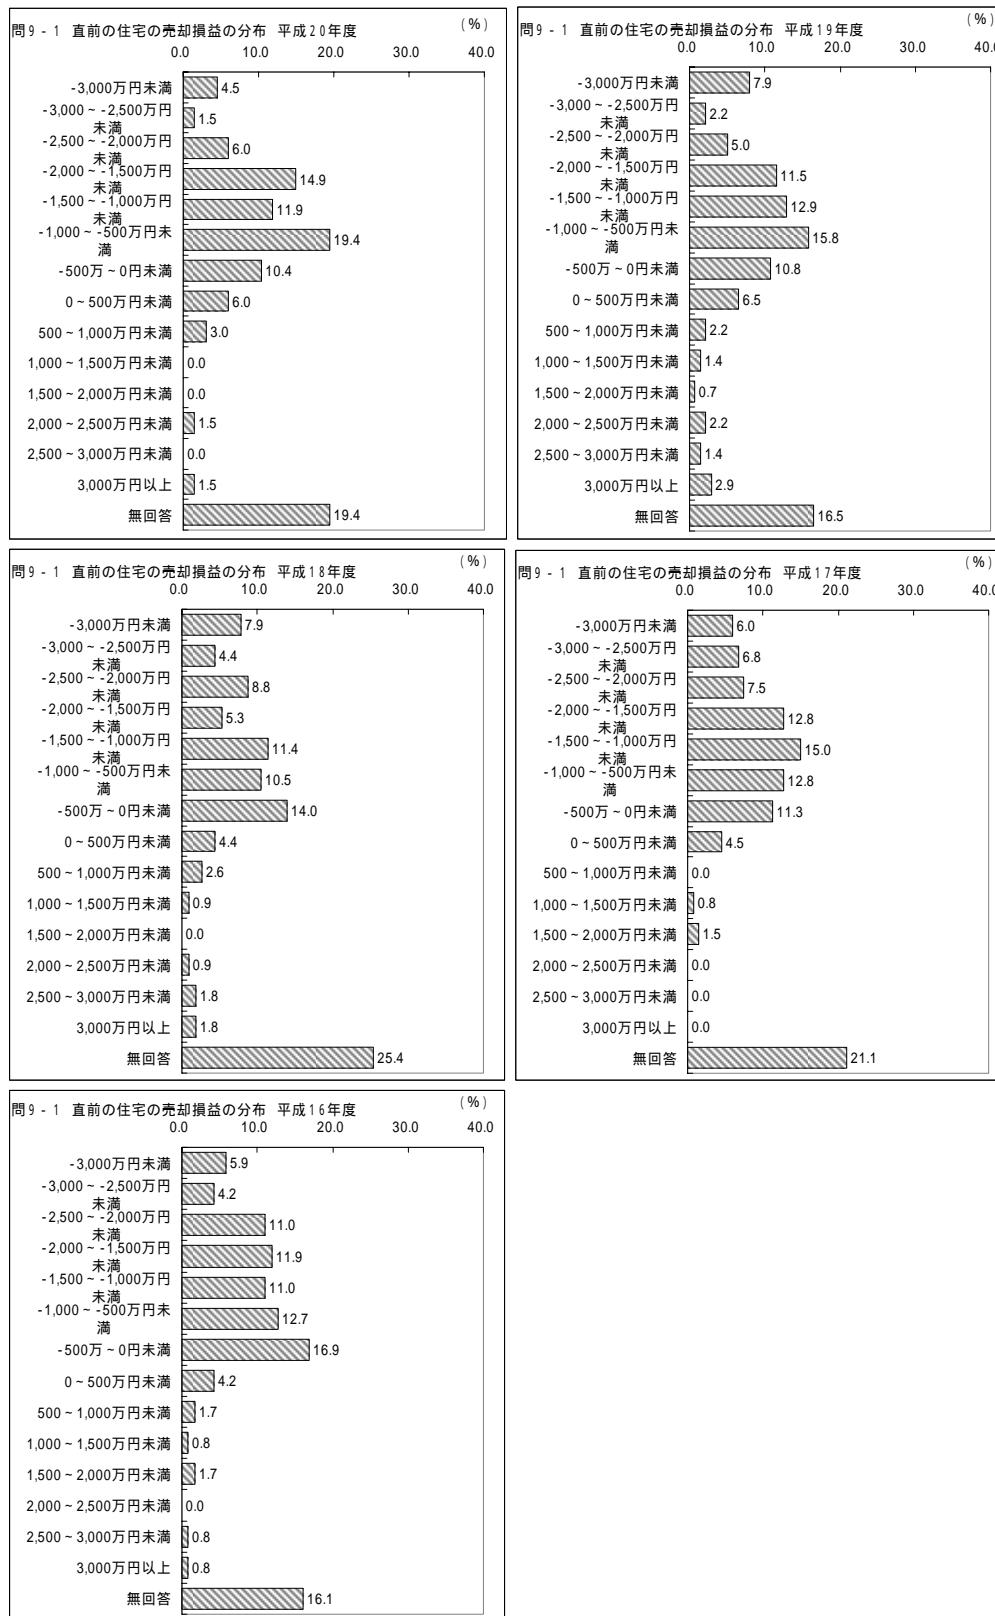 問9-1 直前の住宅の売却損益の分布 平成20年度
(%)
0.0 10.0 20.0 30.0 40.0
-3,000万円未満 4.5
-3,000~-2,500万円
未満 1.5
-2,500~-2,000万円
未満 6.0
-2,000~-1,500万円
未満 14.9
-1,500~-1,000万円
未満 11.9
-1,000~-500万円未
満 19.4
-500万~0円未満 10.4
0~500万円未満 6.0
500~1,000万円未満 3.0
1,000~1,500万円未満 0.0
1,500~2,000万円未満 0.0
2,000~2,500万円未満 1.5
2,500~3,000万円未満 0.0
3,000万円以上 1.5
無回答 19.4
問9-1 直前の住宅の売却損益の分布 平成19年度
(%)
0.0 10.0 20.0 30.0 40.0
-3,000万円未満 7.9
-3,000~-2,500万円
未満 2.2
-2,500~-2,000万円
未満 5.0
-2,000~-1,500万円
未満 11.5
-1,500~-1,000万円
未満 12.9
-1,000~-500万円未
満 15.8
-500万~0円未満 10.8
0~500万円未満 6.5
500~1,000万円未満 2.2
1,000~1,500万円未満 1.4
1,500~2,000万円未満 0.7
2,000~2,500万円未満 2.2
2,500~3,000万円未満 1.4
3,000万円以上 2.9
無回答 16.5
問9-1 直前の住宅の売却損益の分布 平成18年度
(%)
0.0 10.0 20.0 30.0 40.0
-3,000万円未満 7.9
-3,000~-2,500万円
未満 4.4
-2,500~-2,000万円
未満 8.8
-2,000~-1,500万円
未満 5.3
-1,500~-1,000万円
未満 11.4
-1,000~-500万円未
満 10.5
-500万~0円未満 14.0
0~500万円未満 4.4
500~1,000万円未満 2.6
1,000~1,500万円未満 0.9
1,500~2,000万円未満 0.0
2,000~2,500万円未満 0.9
2,500~3,000万円未満 1.8
3,000万円以上 1.8
無回答 25.4
問9-1 直前の住宅の売却損益の分布 平成17年度
(%)
0.0 10.0 20.0 30.0 40.0
-3,000万円未満 6.0
-3,000~-2,500万円
未満 6.8
-2,500~-2,000万円
未満 7.5
-2,000~-1,500万円
未満 12.8
-1,500~-1,000万円
未満 15.0
-1,000~-500万円未
満 12.8
-500万~0円未満 11.3
0~500万円未満 4.5
500~1,000万円未満 0.0
1,000~1,500万円未満 0.8
1,500~2,000万円未満 1.5
2,000~2,500万円未満 0.0
2,500~3,000万円未満 0.0
3,000万円以上 0.0
無回答 21.1
問9-1 直前の住宅の売却損益の分布 平成16年度
(%)
0.0 10.0 20.0 30.0 40.0
-3,000万円未満 5.9
-3,000~-2,500万円
未満 4.2
-2,500~-2,000万円
未満 11.0
-2,000~-1,500万円
未満 11.9
-1,500~-1,000万円
未満 11.0
-1,000~-500万円未
満 12.7
-500万~0円未満 16.9
0~500万円未満 4.2
500~1,000万円未満 1.7
1,000~1,500万円未満 0.8
1,500~2,000万円未満 1.7
2,000~2,500万円未満 0.0
2,500~3,000万円未満 0.8
3,000万円以上 0.8
無回答 16.1